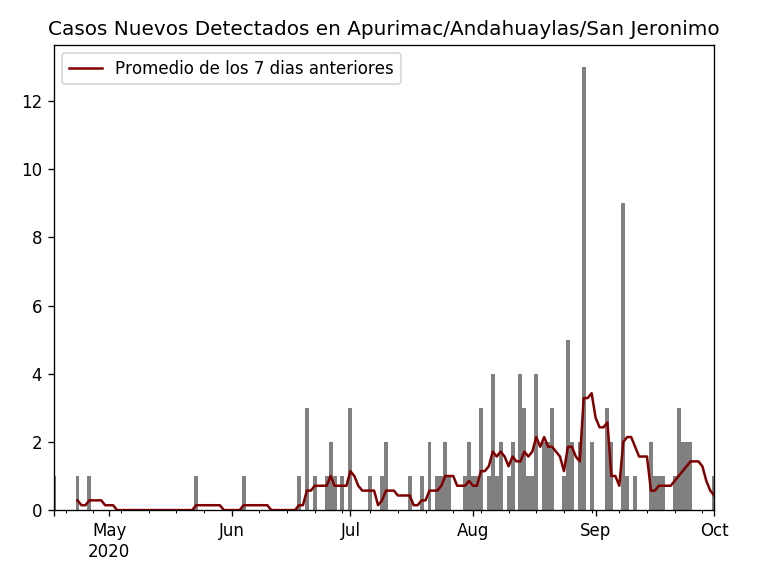 Casos Nuevos Detectados en Apurimac/Andahuaylas/San Jeronimo
Promedio de los 7 dias anteriores
12
10
8
6
4
2
0
May Jun Jul Aug Sep Oct
2020